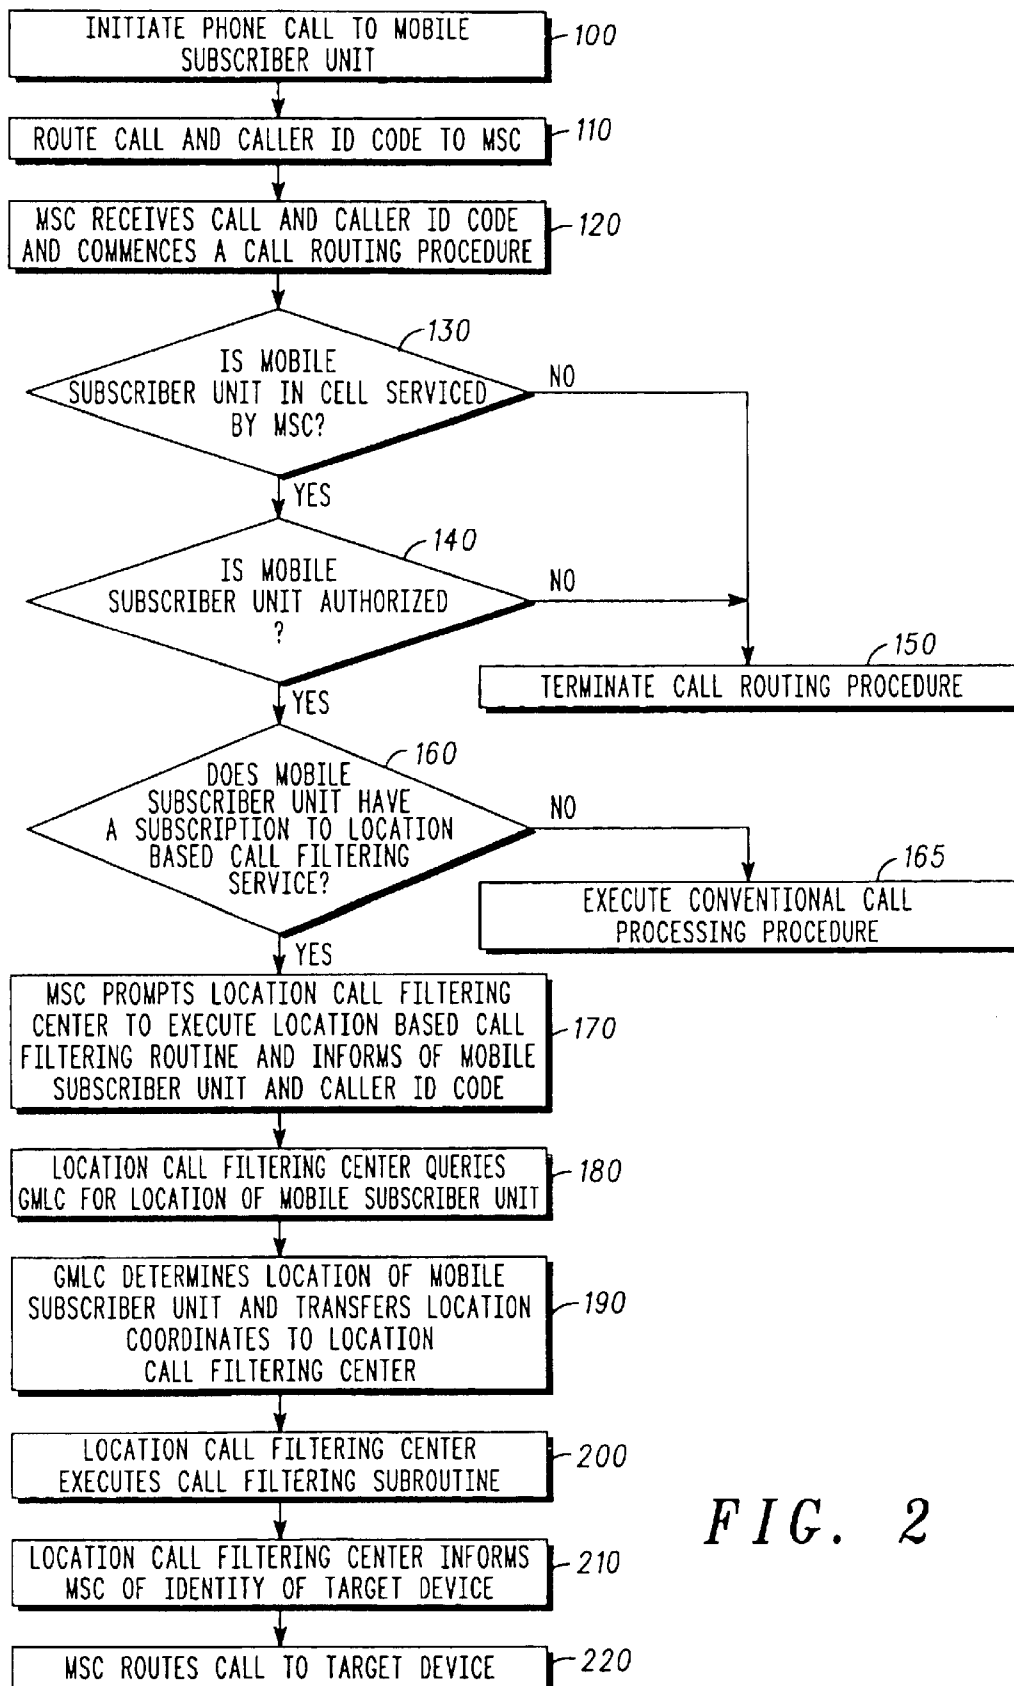 INITIATE PHONE CALL TO MOBILE
SUBSCRIBER UNIT
100
ROUTE CALL AND CALLER ID CODE TO MSC
110
MSC RECEIVES CALL AND CALLER ID CODE
AND COMMENCES A CALL ROUTING PROCEDURE
120
130
IS MOBILE
SUBSCRIBER UNIT IN CELL SERVICED
BY MSC?
NO
YES
140
IS MOBILE
SUBSCRIBER UNIT AUTHORIZED
?
NO
YES
150
TERMINATE CALL ROUTING PROCEDURE
160
DOES MOBILE
SUBSCRIBER UNIT HAVE
A SUBSCRIPTION TO LOCATION
BASED CALL FILTERING
SERVICE?
NO
YES
165
EXECUTE CONVENTIONAL CALL
PROCESSING PROCEDURE
MSC PROMPTS LOCATION CALL FILTERING
CENTER TO EXECUTE LOCATION BASED CALL
FILTERING ROUTINE AND INFORMS OF MOBILE
SUBSCRIBER UNIT AND CALLER ID CODE
170
LOCATION CALL FILTERING CENTER QUERIES
GMLC FOR LOCATION OF MOBILE SUBSCRIBER UNIT
180
GMLC DETERMINES LOCATION OF MOBILE
SUBSCRIBER UNIT AND TRANSFERS LOCATION
COORDINATES TO LOCATION
CALL FILTERING CENTER
190
LOCATION CALL FILTERING CENTER
EXECUTES CALL FILTERING SUBROUTINE
200
LOCATION CALL FILTERING CENTER INFORMS
MSC OF IDENTITY OF TARGET DEVICE
210
MSC ROUTES CALL TO TARGET DEVICE
220
FIG. 2